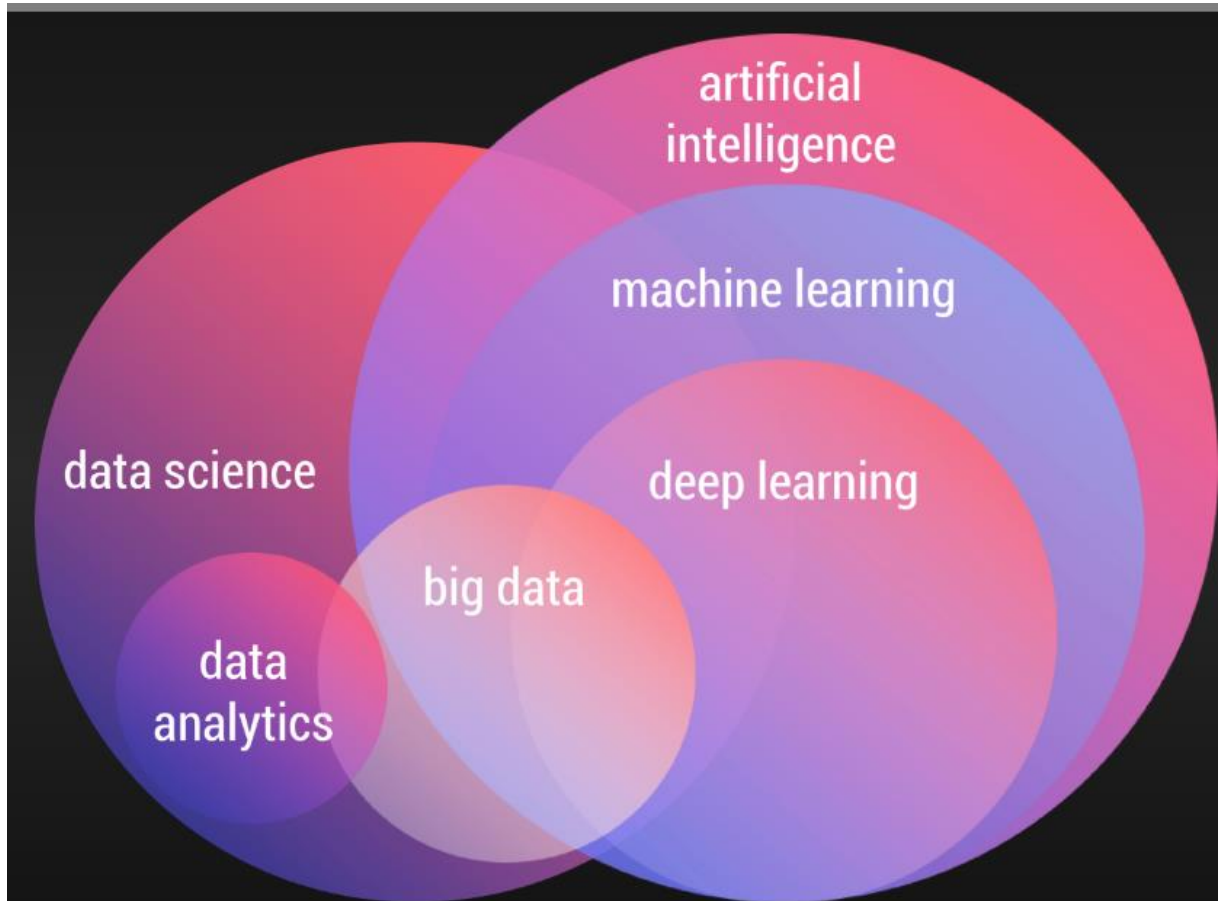 artificial
intelligence
machine learning
data science
deep learning
big data
data
analytics